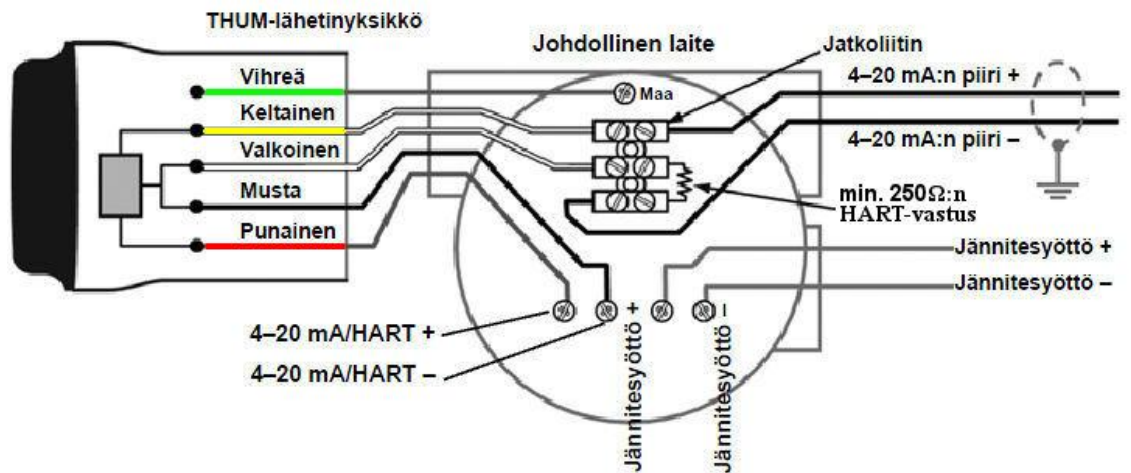 THUM-lähetinyksikkö
Johdollinen laite
Jatkoliitin
4–20 mA:n piiri +
Vihreä
Maa
Keltainen
4–20 mA:n piiri –
Valkoinen
Musta
min. 250Ω:n
HART-vastus
Punainen
Jännitesyöttö +
Jännitesyöttö –
4–20 mA/HART +
4–20 mA/HART –
Jännitesyöttö +
Jännitesyöttö –